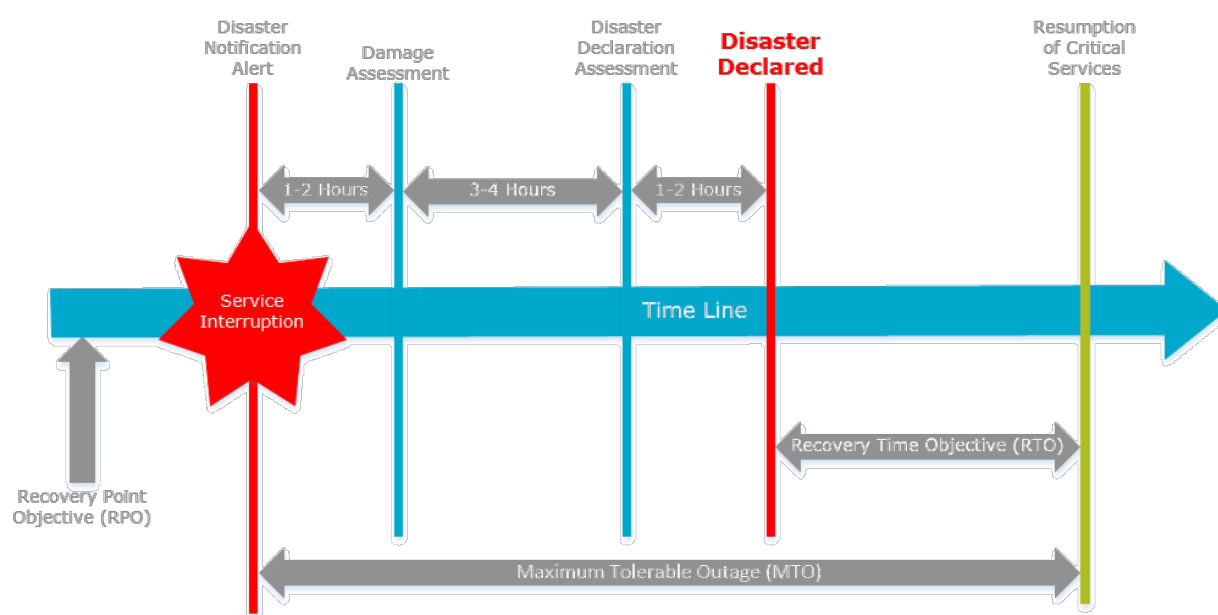 Disaster
Notification
Alert
Damage
Assessment
Disaster
Declaration
Assessment
Disaster
Declared
Resumption
of Critical
Services
1-2 Hours
3-4 Hours
1-2 Hours
Service
Interruption
Time Line
Recovery Time Objective (RTO)
Recovery Point
Objective (RPO)
Maximum Tolerable Outage (MTO)